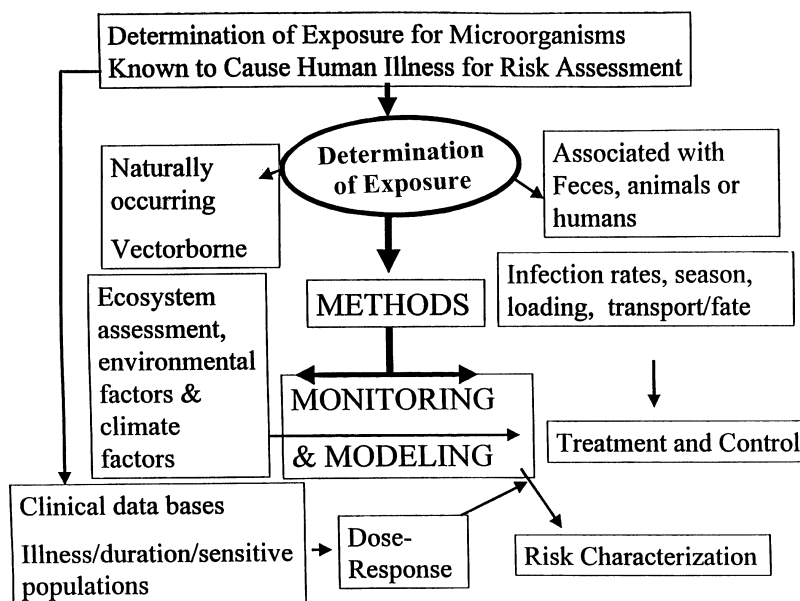 Determination of Exposure for Microorganisms
Known to Cause Human Illness for Risk Assessment
Determination
of Exposure
Naturally
occurring
Vectorborne
Associated with
Feces, animals or
humans
Ecosystem
assessment,
environmental
factors &
climate
factors
METHODS
Infection rates, season,
loading, transport/fate
MONITORING
& MODELING
Treatment and Control
Clinical data bases
Illness/duration/sensitive
populations
Dose-
Response
Risk Characterization